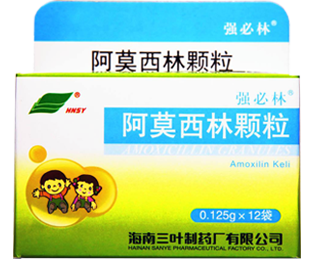 强必林®
阿莫西林颗粒
强必林®
HNSY®
阿莫西林颗粒
AMOXICILLIN GRANULES
Amoxilin Keli
0.125g×12袋
海南三叶制药厂有限公司
HAINAN SANYE PHARMACEUTICAL FACTORY CO., LTD.